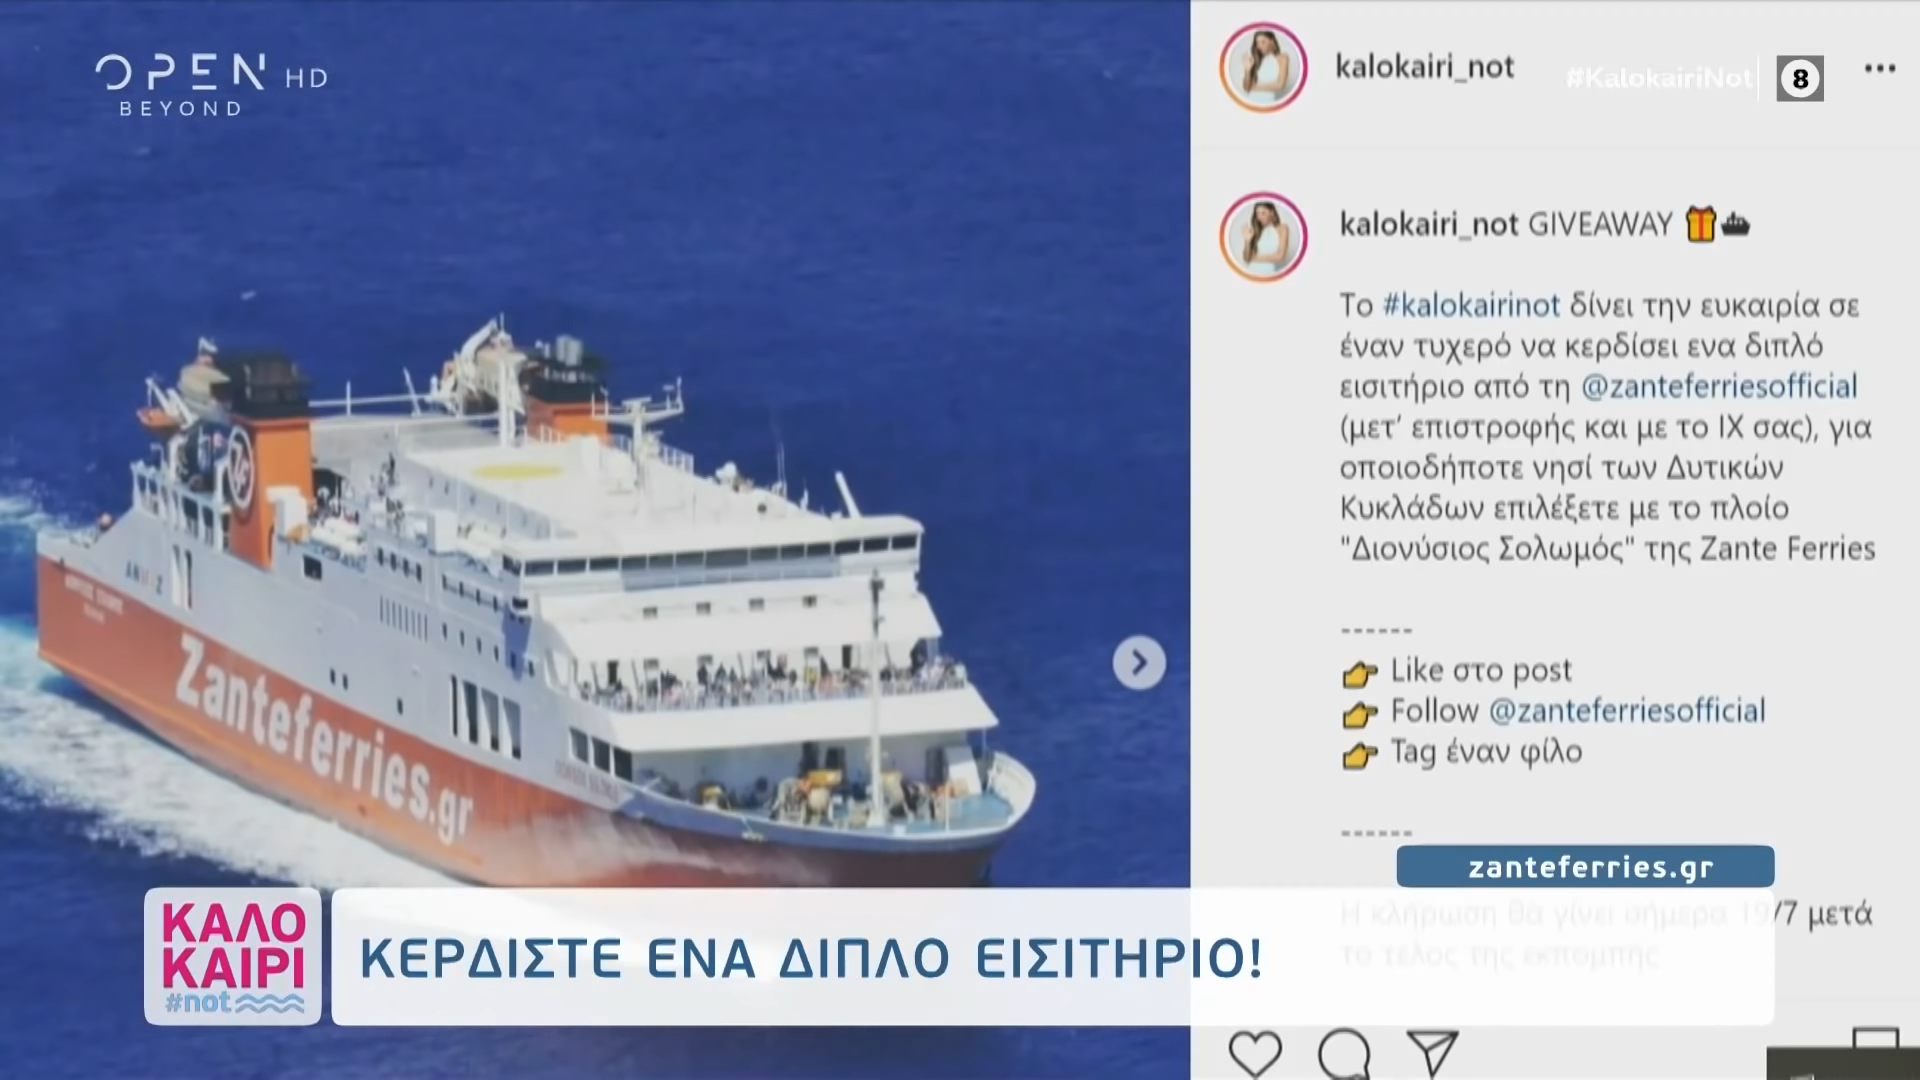 OPEN HD
BEYOND
kalokairi_not
#KalokairiNot
8
kalokairi_not GIVEAWAY
Το #kalokairinot δίνει την ευκαιρία σε
έναν τυχερό να κερδίσει ενα διπλό
εισιτήριο από τη @zanteferriesofficial
(μετ’ επιστροφής και με το ΙΧ σας), για
οποιοδήποτε νησί των Δυτικών
Κυκλάδων επιλέξετε με το πλοίο
"Διονύσιος Σολωμός" της Zante Ferries
------
Like στο post
Follow @zanteferriesofficial
Tag έναν φίλο
------
zanteferries.gr
Η κλήρωση θα γίνει σήμερα 19/7 μετά
το τέλος της εκπομπής
Zanteferries.gr
ΚΑΛΟ
ΚΑΙΡΙ
#not
ΚΕΡΔΙΣΤΕ ΕΝΑ ΔΙΠΛΟ ΕΙΣΙΤΗΡΙΟ!